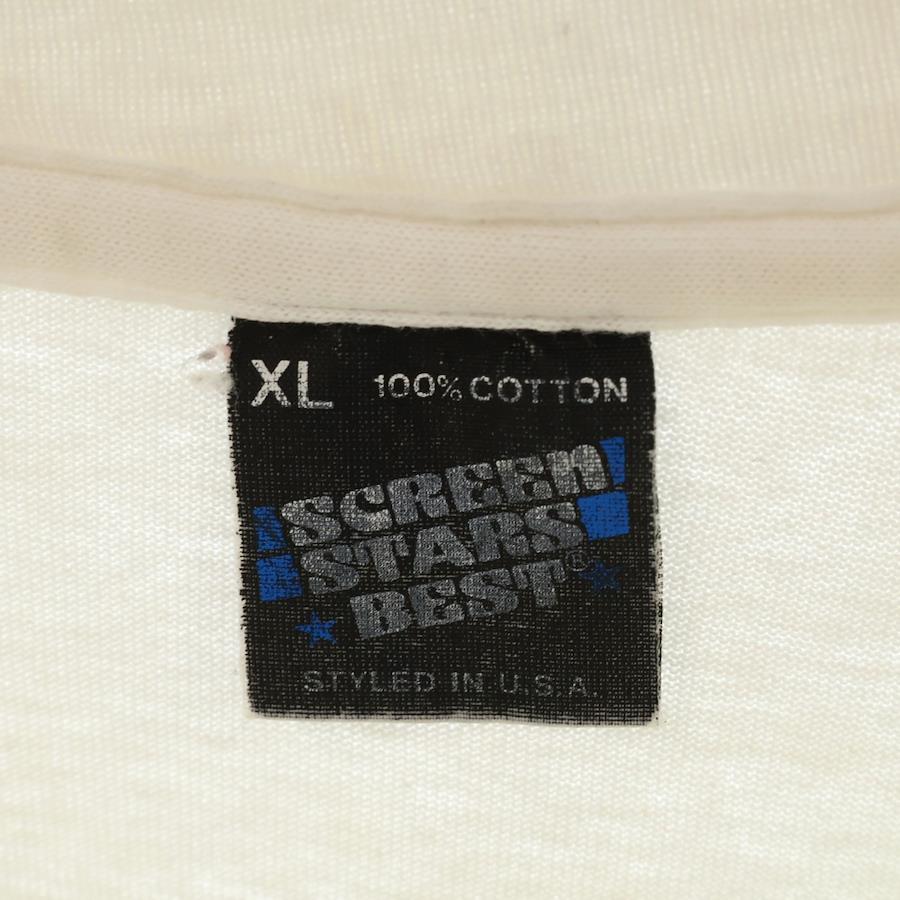 XL 100% COTTON
SCREEN
STARS
BEST®
STYLED IN U.S.A.